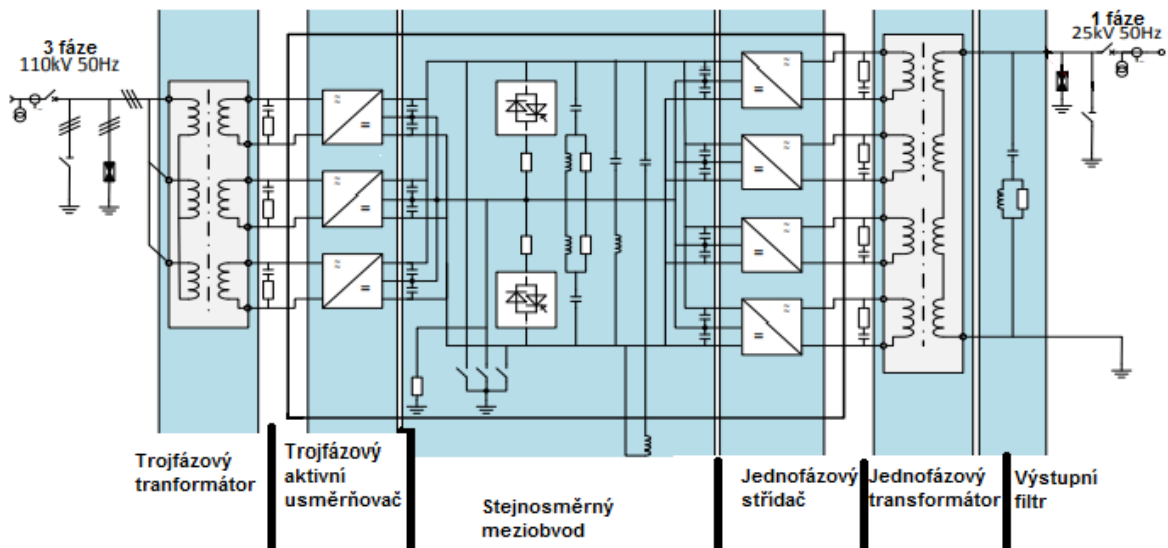 3 fáze
110kV 50Hz
1 fáze
25kV 50Hz
Trojfázový
tranformátor
Trojfázový
aktivní
usměrňovač
Stejnosměrný
meziobvod
Jednofázový
střídač
Jednofázový
transformátor
Výstupní
filtr